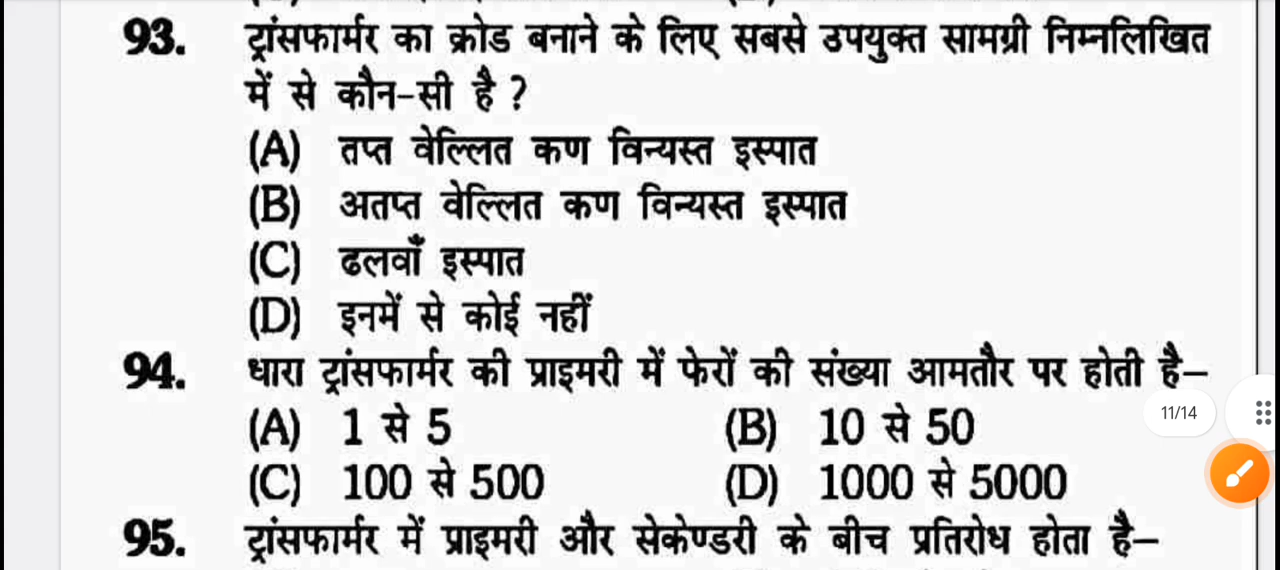 93. ट्रांसफार्मर का क्रोड बनाने के लिए सबसे उपयुक्त सामग्री निम्नलिखित
में से कौन-सी है ?
(A) तप्त वेल्लित कण विन्यस्त इस्पात
(B) अतप्त वेल्लित कण विन्यस्त इस्पात
(C) ढलवाँ इस्पात
(D) इनमें से कोई नहीं
94. धारा ट्रांसफार्मर की प्राइमरी में फेरों की संख्या आमतौर पर होती है–
(A) 1 से 5 (B) 10 से 50
11/14
(C) 100 से 500 (D) 1000 से 5000
95. ट्रांसफार्मर में प्राइमरी और सेकेण्डरी के बीच प्रतिरोध होता है–